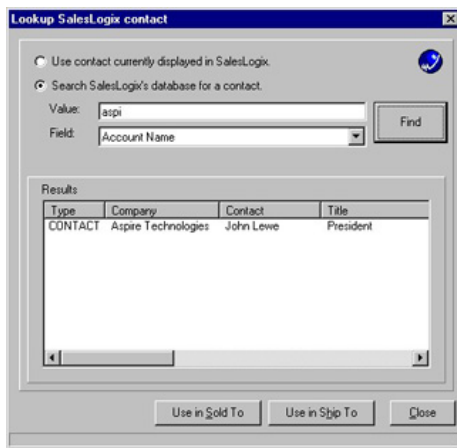 Lookup SalesLogix contact
Use contact currently displayed in SalesLogix.
Search SalesLogix's database for a contact.
Value: aspi
Find
Field: Account Name
Results
Type Company Contact Title
CONTACT Aspire Technologies John Lewe President
Use in Sold To Use in Ship To Close